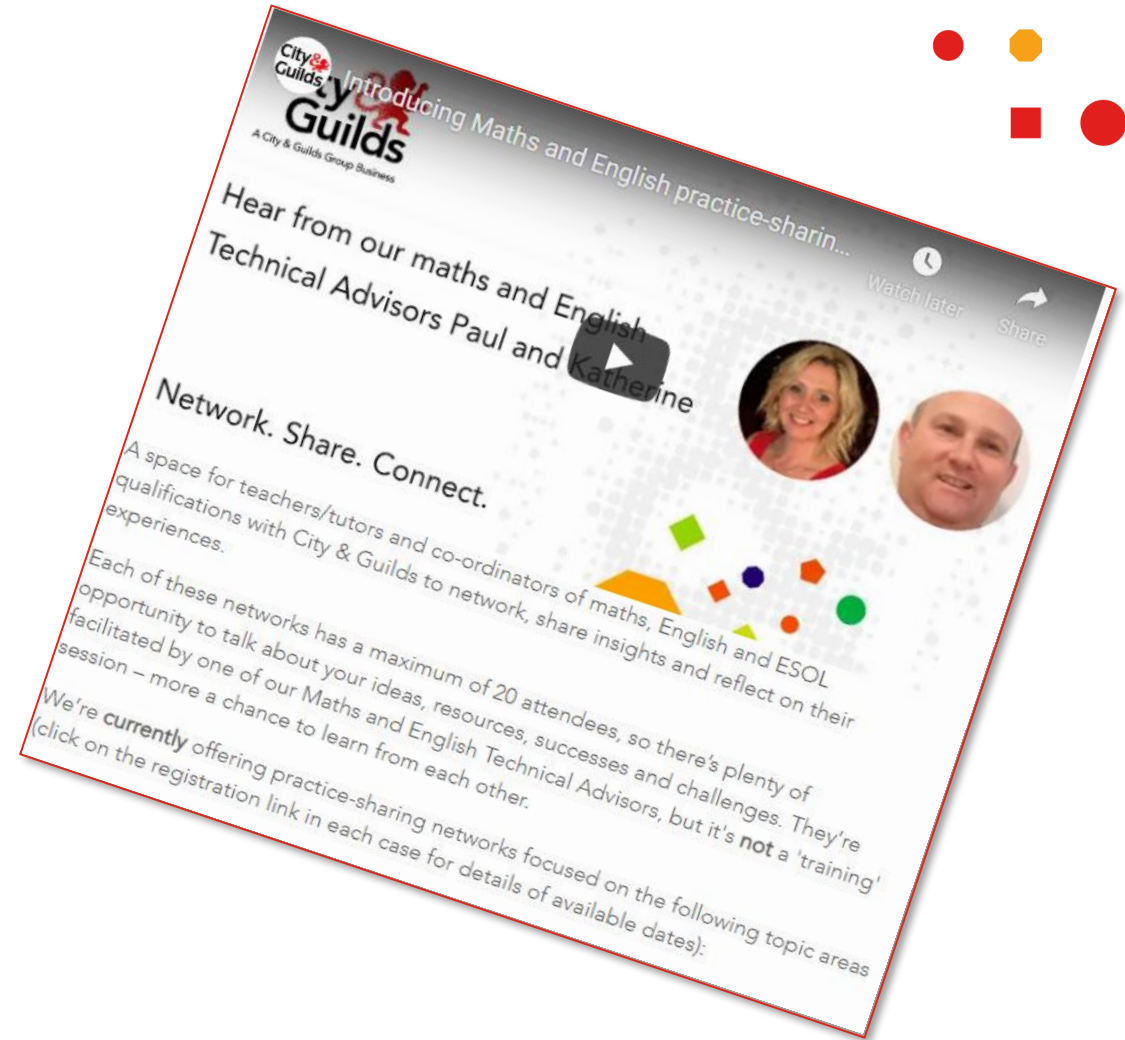 City&
Guilds
Introducing Maths and English practice-sharin...
ty
Guilds
A City & Guilds Group Business
Watch later
Share
Hear from our maths and English
Technical Advisors Paul and Katherine
Network. Share. Connect.
A space for teachers/tutors and co-ordinators of maths, English and ESOL
qualifications with City & Guilds to network, share insights and reflect on their
experiences.
Each of these networks has a maximum of 20 attendees, so there's plenty of
opportunity to talk about your ideas, resources, successes and challenges. They're
facilitated by one of our Maths and English Technical Advisors, but it's not a 'training'
session – more a chance to learn from each other.
We're currently offering practice-sharing networks focused on the following topic areas
(click on the registration link in each case for details of available dates):